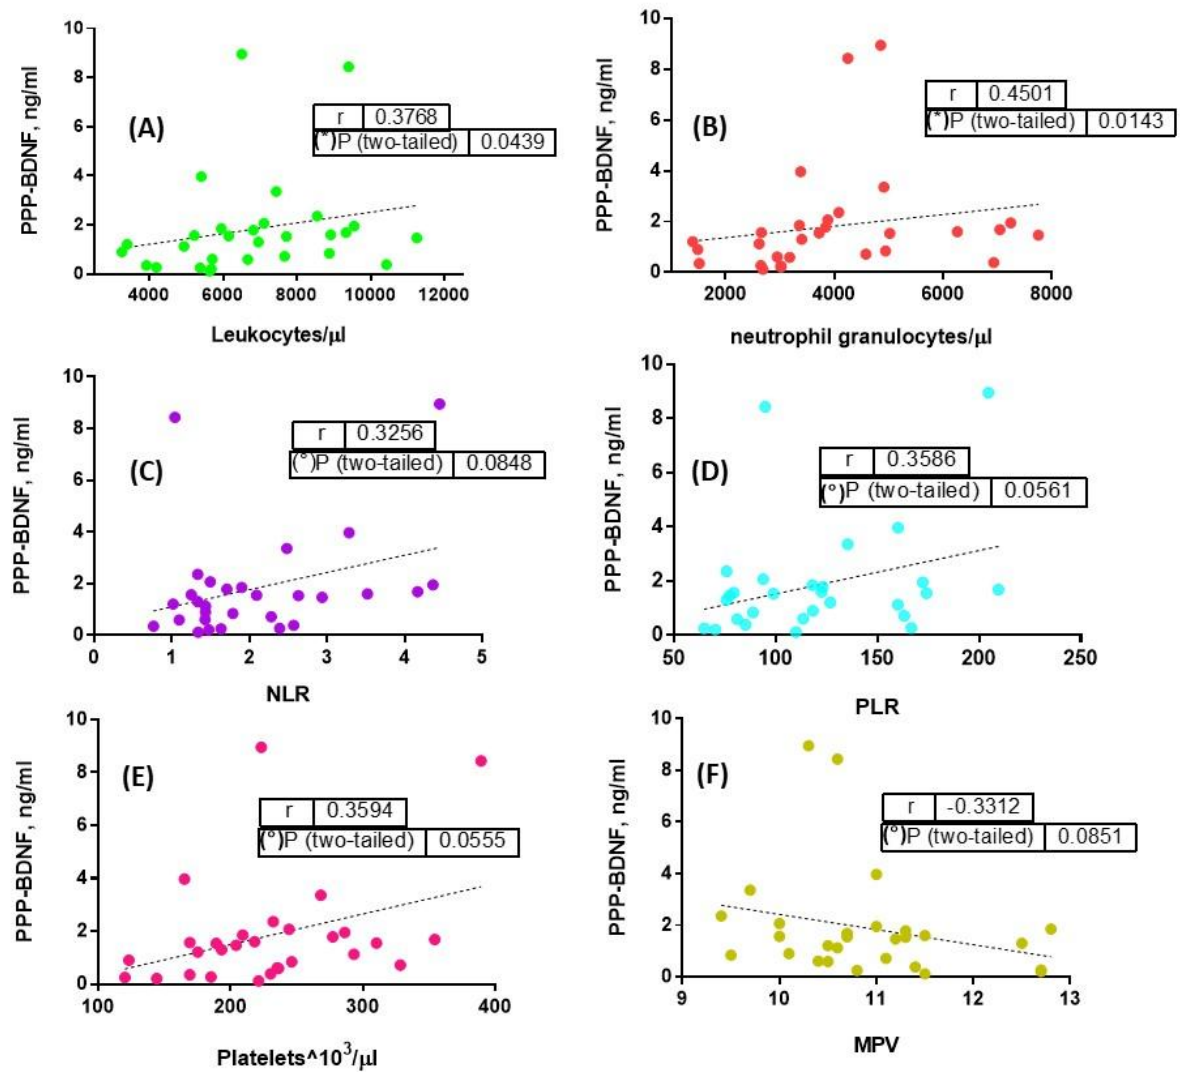 10
8
6
4
2
0
PPP-BDNF, ng/ml
(A)
r 0.3768
(*)P (two-tailed) 0.0439
4000 6000 8000 10000 12000
Leukocytes/μl
10
8
6
4
2
0
PPP-BDNF, ng/ml
(B)
r 0.4501
(*)P (two-tailed) 0.0143
2000 4000 6000 8000
neutrophil granulocytes/μl
10
8
6
4
2
0
PPP-BDNF, ng/ml
(C)
r 0.3256
(°)P (two-tailed) 0.0848
0 1 2 3 4 5
NLR
10
8
6
4
2
0
PPP-BDNF, ng/ml
(D)
r 0.3586
(°)P (two-tailed) 0.0561
50 100 150 200 250
PLR
10
8
6
4
2
0
PPP-BDNF, ng/ml
(E)
r 0.3594
(°)P (two-tailed) 0.0555
100 200 300 400
Platelets^10³/μl
10
8
6
4
2
0
PPP-BDNF, ng/ml
(F)
r -0.3312
(°)P (two-tailed) 0.0851
9 10 11 12 13
MPV